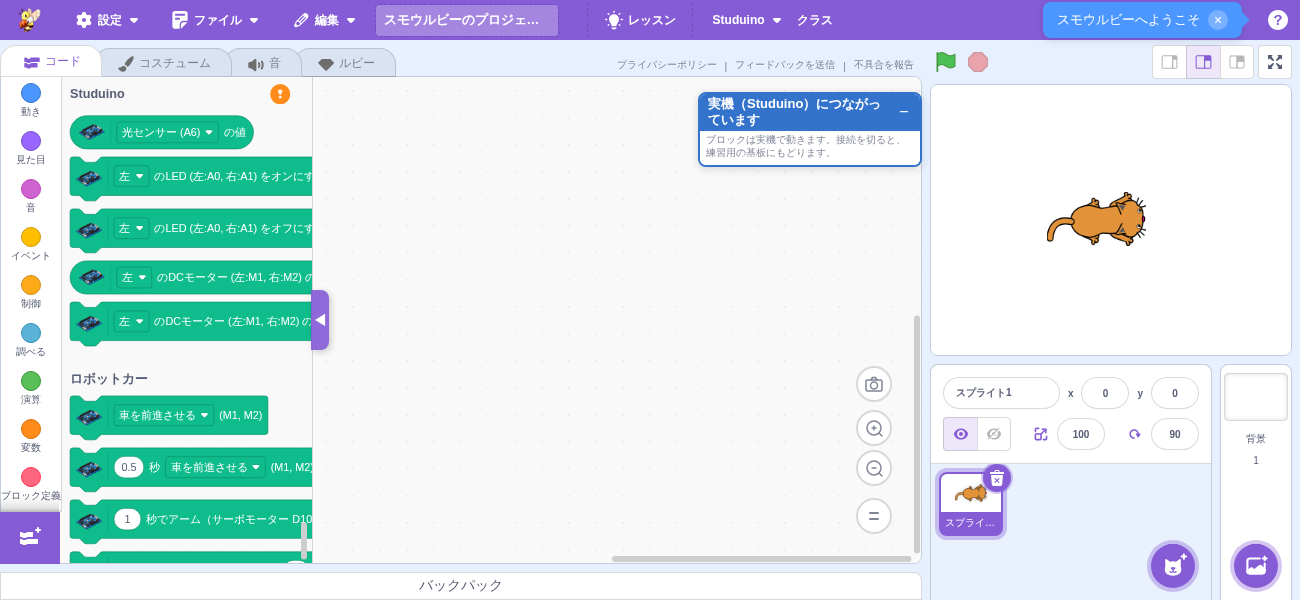 設定
ファイル
編集
スモウルビーのプロジェ…
レッスン
Studuino
クラス
スモウルビーへようこそ
コード
コスチューム
音
ルビー
プライバシーポリシー | フィードバックを送信 | 不具合を報告
動き
見た目
音
イベント
制御
調べる
演算
変数
ブロック定義
Studuino
光センサー (A6) の値
左 のLED (左:A0, 右:A1) をオンにす
左 のLED (左:A0, 右:A1) をオフにす
左 のDCモーター (左:M1, 右:M2) の
左 のDCモーター (左:M1, 右:M2) の
ロボットカー
車を前進させる (M1, M2)
0.5 秒 車を前進させる (M1, M2)
1 秒でアーム（サーボモーター D10
実機（Studuino）につながっ
ています
ブロックは実機で動きます。接続を切ると、
練習用の基板にもどります。
スプライト1
x 0
y 0
100
90
スプライ…
背景
1
バックパック